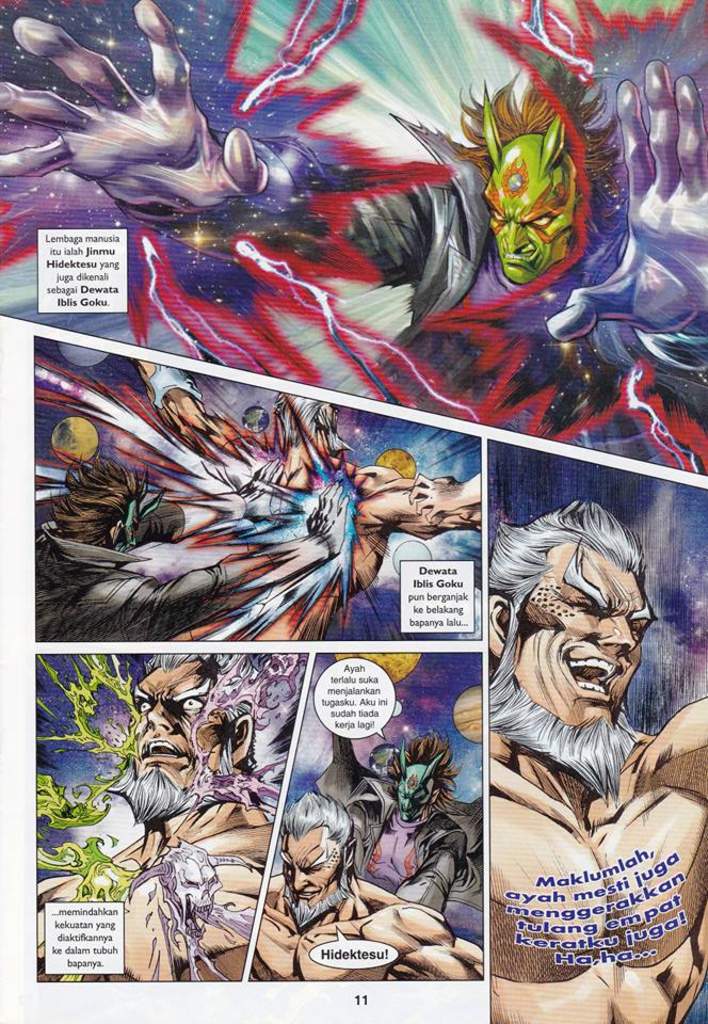 Lembaga manusia
itu ialah Jinmu
Hidektesu yang
juga dikenali
sebagai Dewata
Iblis Goku.
Dewata
Iblis Goku
pun berganjak
ke belakang
bapanya lalu...
...memindahkan
kekuatan yang
diaktifkannya
ke dalam tubuh
bapanya.
Ayah
terlalu suka
menjalankan
tugasku. Aku ini
sudah tiada
kerja lagi!
Hidektesu!
Maklumlah,
ayah mesti juga
menggerakkan
tulang empat
keratku juga!
Ha,ha...
11